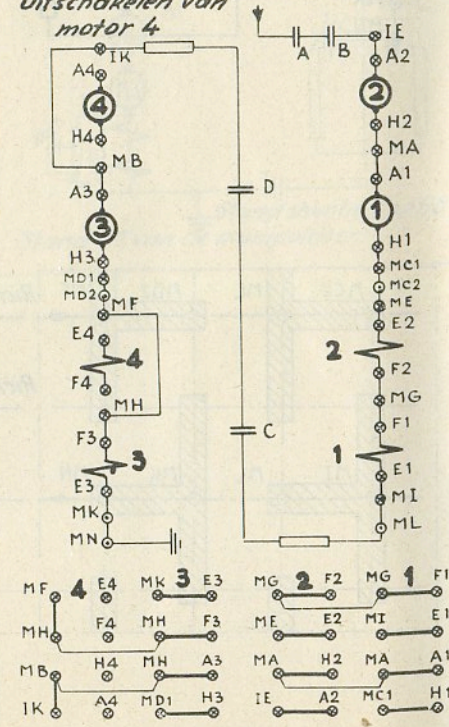 Uitschakelen van
motor 4
IK
A4
4
H4
MB
A3
3
H3
MD1
MD2
MF
E4
4
F4
MH
F3
3
E3
MK
MN
D
C
A B
IE
A2
2
H2
MA
A1
1
H1
MC1
MC2
ME
E2
2
F2
MG
F1
1
E1
MI
ML
MF 4 E4 MK 3 E3 MG 2 F2 MG 1 F1
MH F4 MH F3 ME E2 MI E1
MB H4 MH A3 MA H2 MA A1
IK A4 MD1 H3 IE A2 MC1 H1